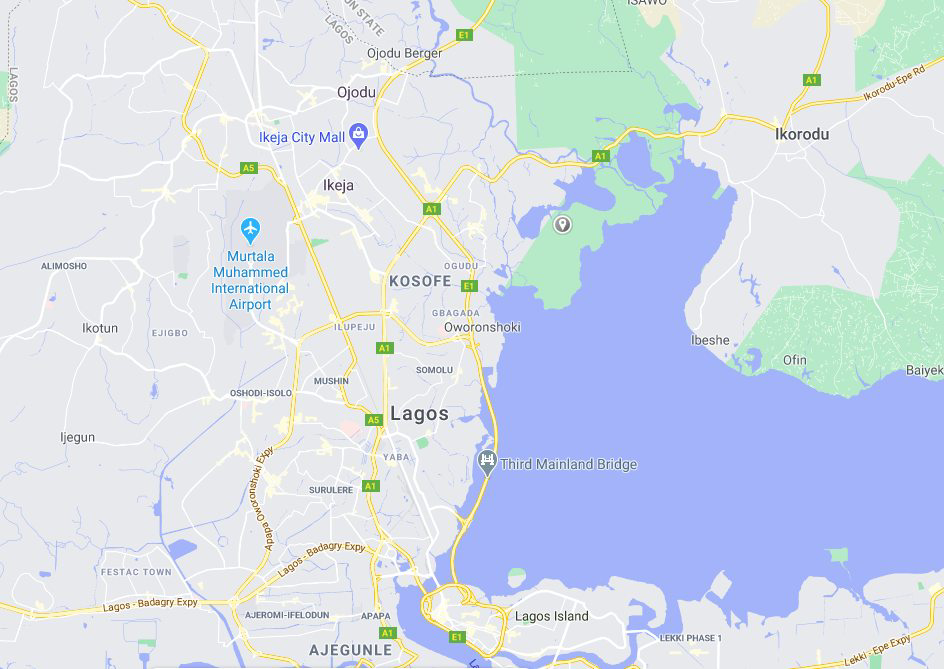 ISAWO
ON STATE
LAGOS
E1
Ojodu Berger
LAGOS
A1
Ikorodu-Epe Rd
Ojodu
Ikeja City Mall
Ikorodu
A1
A5
Ikeja
A1
Murtala
Muhammed
International
Airport
ALIMOSHO
OGUDU
KOSOFE
E1
GBAGADA
Ikotun
EJIGBO
ILUPEJU
Oworonshoki
A1
Ibeshe
Ofin
SOMOLU
Baiyek
MUSHIN
OSHODI-ISOLO
Lagos
A5
Ijegun
YABA
Third Mainland Bridge
Apapa Oworonshoki Expy
SURULERE
A1
Lagos - Badagry Expy
FESTAC TOWN
Lagos - Badagry Expy
AJEROMI-IFELODUN
APAPA
Lagos Island
A1
E1
LEKKI PHASE 1
AJEGUNLE
Lekki - Epe Expy